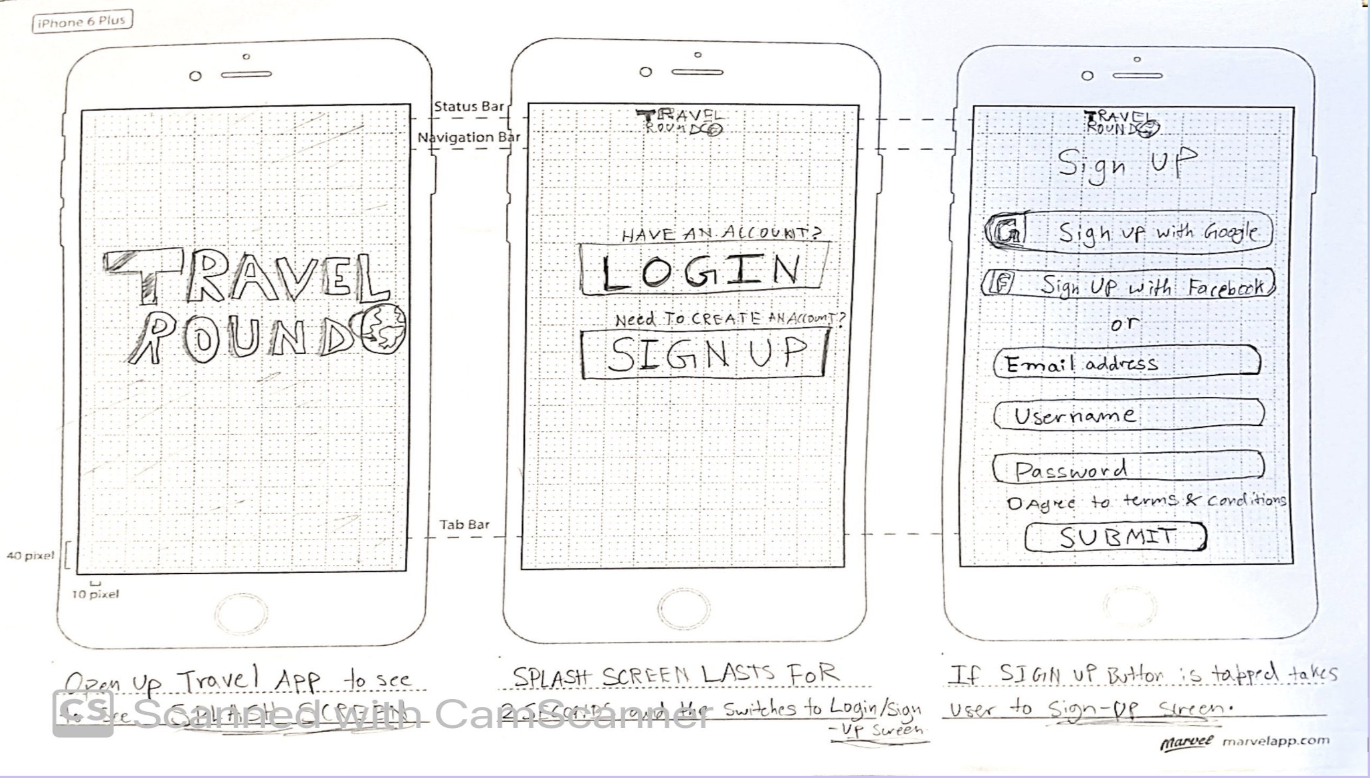 iPhone 6 Plus
TRAVEL
ROUND
Status Bar
Navigation Bar
Tab Bar
40 pixel
10 pixel
TRAVEL
ROUND
HAVE AN ACCOUNT?
LOGIN
Need To CREATE AN Account?
SIGN UP
TRAVEL
ROUND
Sign UP
G Sign up with Google
F Sign Up with Facebook
or
Email address
Username
Password
Agree to terms & conditions
SUBMIT
Open Up Travel App to see
to see SPLASH SCREEN
SPLASH SCREEN LASTS FOR
2 SECONDS and the switches to Login/Sign
-UP Screen
If SIGN UP Button is tapped takes
user to Sign-Up screen.
CS Scanned with CamScanner
Marvel marvelapp.com